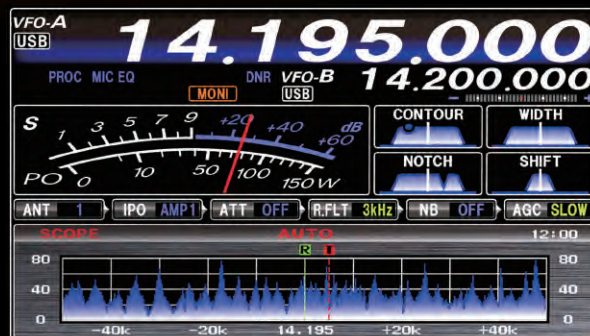 VFO-A 14.195.000
USB
PROC MIC EQ DNR VFO-B 14.200.000
MONI USB
S 1 3 5 7 9 +20 +40 +60 dB
PO 0 10 50 100 150 W
CONTOUR WIDTH
NOTCH SHIFT
ANT 1 IPO AMP1 ATT OFF R.FLT 3kHz NB OFF AGC SLOW
SCOPE AUTO 12:00
R T
80 80
40 40
0 0
-40k -20k 14.195 +20k +40k